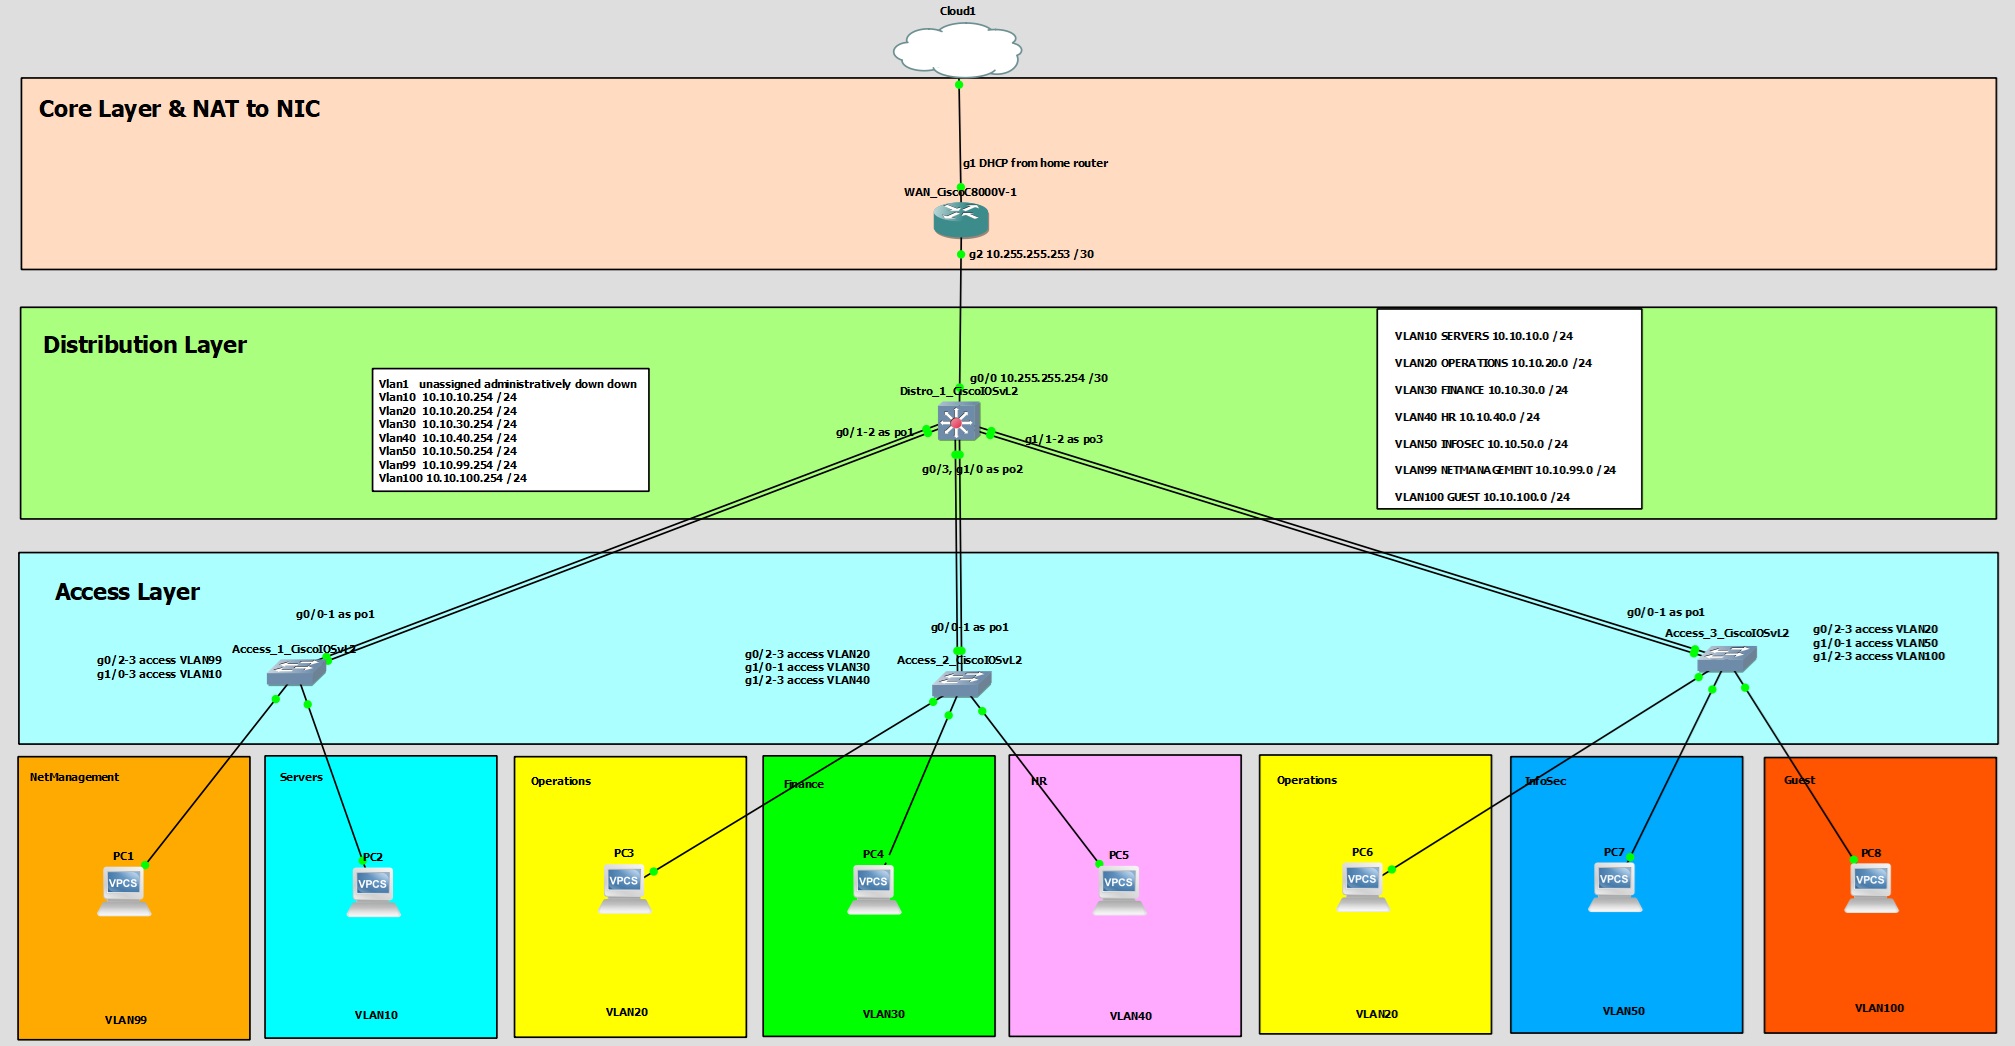 Cloud1
Core Layer & NAT to NIC
g1 DHCP from home router
WAN_CiscoC8000V-1
g2 10.255.255.253 /30
Distribution Layer
Vlan1 unassigned administratively down down
Vlan10 10.10.10.254 /24
Vlan20 10.10.20.254 /24
Vlan30 10.10.30.254 /24
Vlan40 10.10.40.254 /24
Vlan50 10.10.50.254 /24
Vlan99 10.10.99.254 /24
Vlan100 10.10.100.254 /24
g0/0 10.255.255.254 /30
Distro_1_CiscoIOSvL2
g0/1-2 as po1
g1/1-2 as po3
g0/3, g1/0 as po2
VLAN10 SERVERS 10.10.10.0 /24
VLAN20 OPERATIONS 10.10.20.0 /24
VLAN30 FINANCE 10.10.30.0 /24
VLAN40 HR 10.10.40.0 /24
VLAN50 INFOSEC 10.10.50.0 /24
VLAN99 NETMANAGEMENT 10.10.99.0 /24
VLAN100 GUEST 10.10.100.0 /24
Access Layer
g0/0-1 as po1
Access_1_CiscoIOSvL2
g0/2-3 access VLAN99
g1/0-3 access VLAN10
g0/0-1 as po1
Access_2_CiscoIOSvL2
g0/2-3 access VLAN20
g1/0-1 access VLAN30
g1/2-3 access VLAN40
g0/0-1 as po1
Access_3_CiscoIOSvL2
g0/2-3 access VLAN20
g1/0-1 access VLAN50
g1/2-3 access VLAN100
NetManagement
PC1
VPCS
VLAN99
Servers
PC2
VPCS
VLAN10
Operations
PC3
VPCS
VLAN20
Finance
PC4
VPCS
VLAN30
HR
PC5
VPCS
VLAN40
Operations
PC6
VPCS
VLAN20
InfoSec
PC7
VPCS
VLAN50
Guest
PC8
VPCS
VLAN100